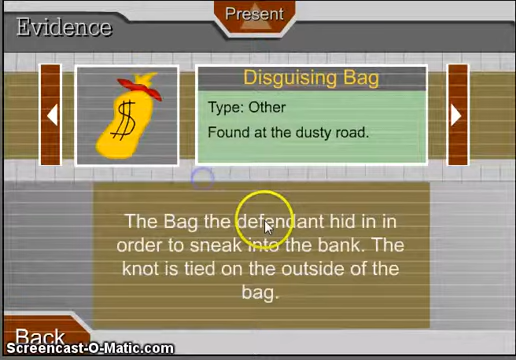 Present
Evidence
Disguising Bag
Type: Other
Found at the dusty road.
$
The Bag the defendant hid in in
order to sneak into the bank. The
knot is tied on the outside of the
bag.
Back
Screencast-O-Matic.com